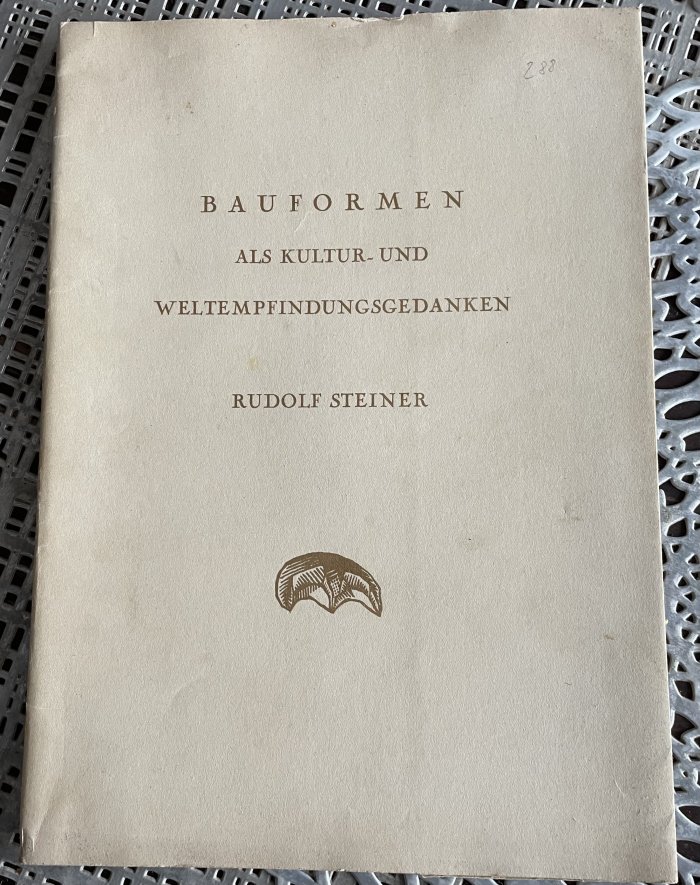 288
BAUFORMEN
ALS KULTUR- UND
WELTEMPFINDUNGSGEDANKEN
RUDOLF STEINER